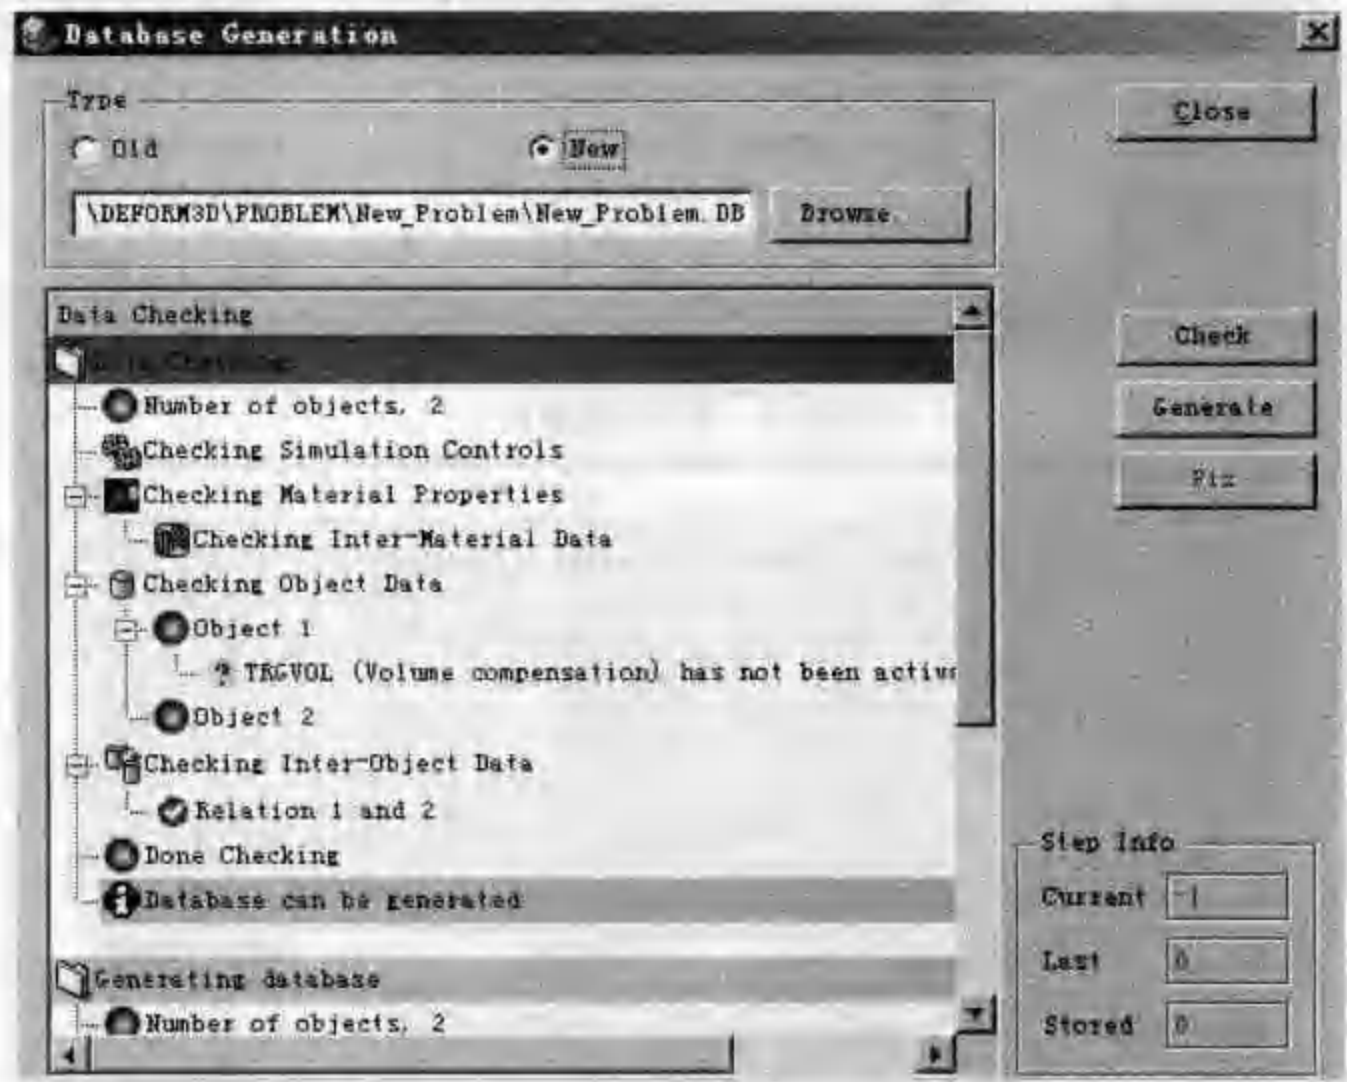 Database Generation
Type
Old
New
\DEFORM3D\PROBLEM\New_Problem\New_Problem.DB
Browse.
Close
Data Checking
Data Checking
Number of objects, 2
Checking Simulation Controls
Checking Material Properties
Checking Inter-Material Data
Checking Object Data
Object 1
TRGVOL (Volume compensation) has not been activ
Object 2
Checking Inter-Object Data
Relation 1 and 2
Done Checking
Database can be generated
Generating database
Number of objects, 2
Check
Generate
Fix
Step Info
Current -1
Last 0
Stored 0